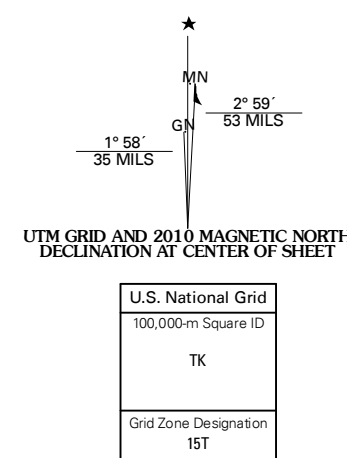 MN
GN
2° 59´
53 MILS
1° 58´
35 MILS
UTM GRID AND 2010 MAGNETIC NORTH
DECLINATION AT CENTER OF SHEET
U.S. National Grid
100,000-m Square ID
TK
Grid Zone Designation
15T